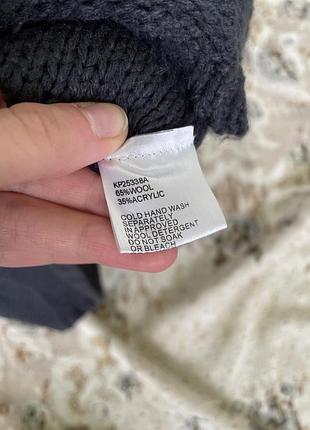 KP25338A
65%WOOL
35%ACRYLIC
COLD HAND WASH
SEPARATELY
IN APPROVED
WOOL DETERGENT
DO NOT SOAK
OR BLEACH